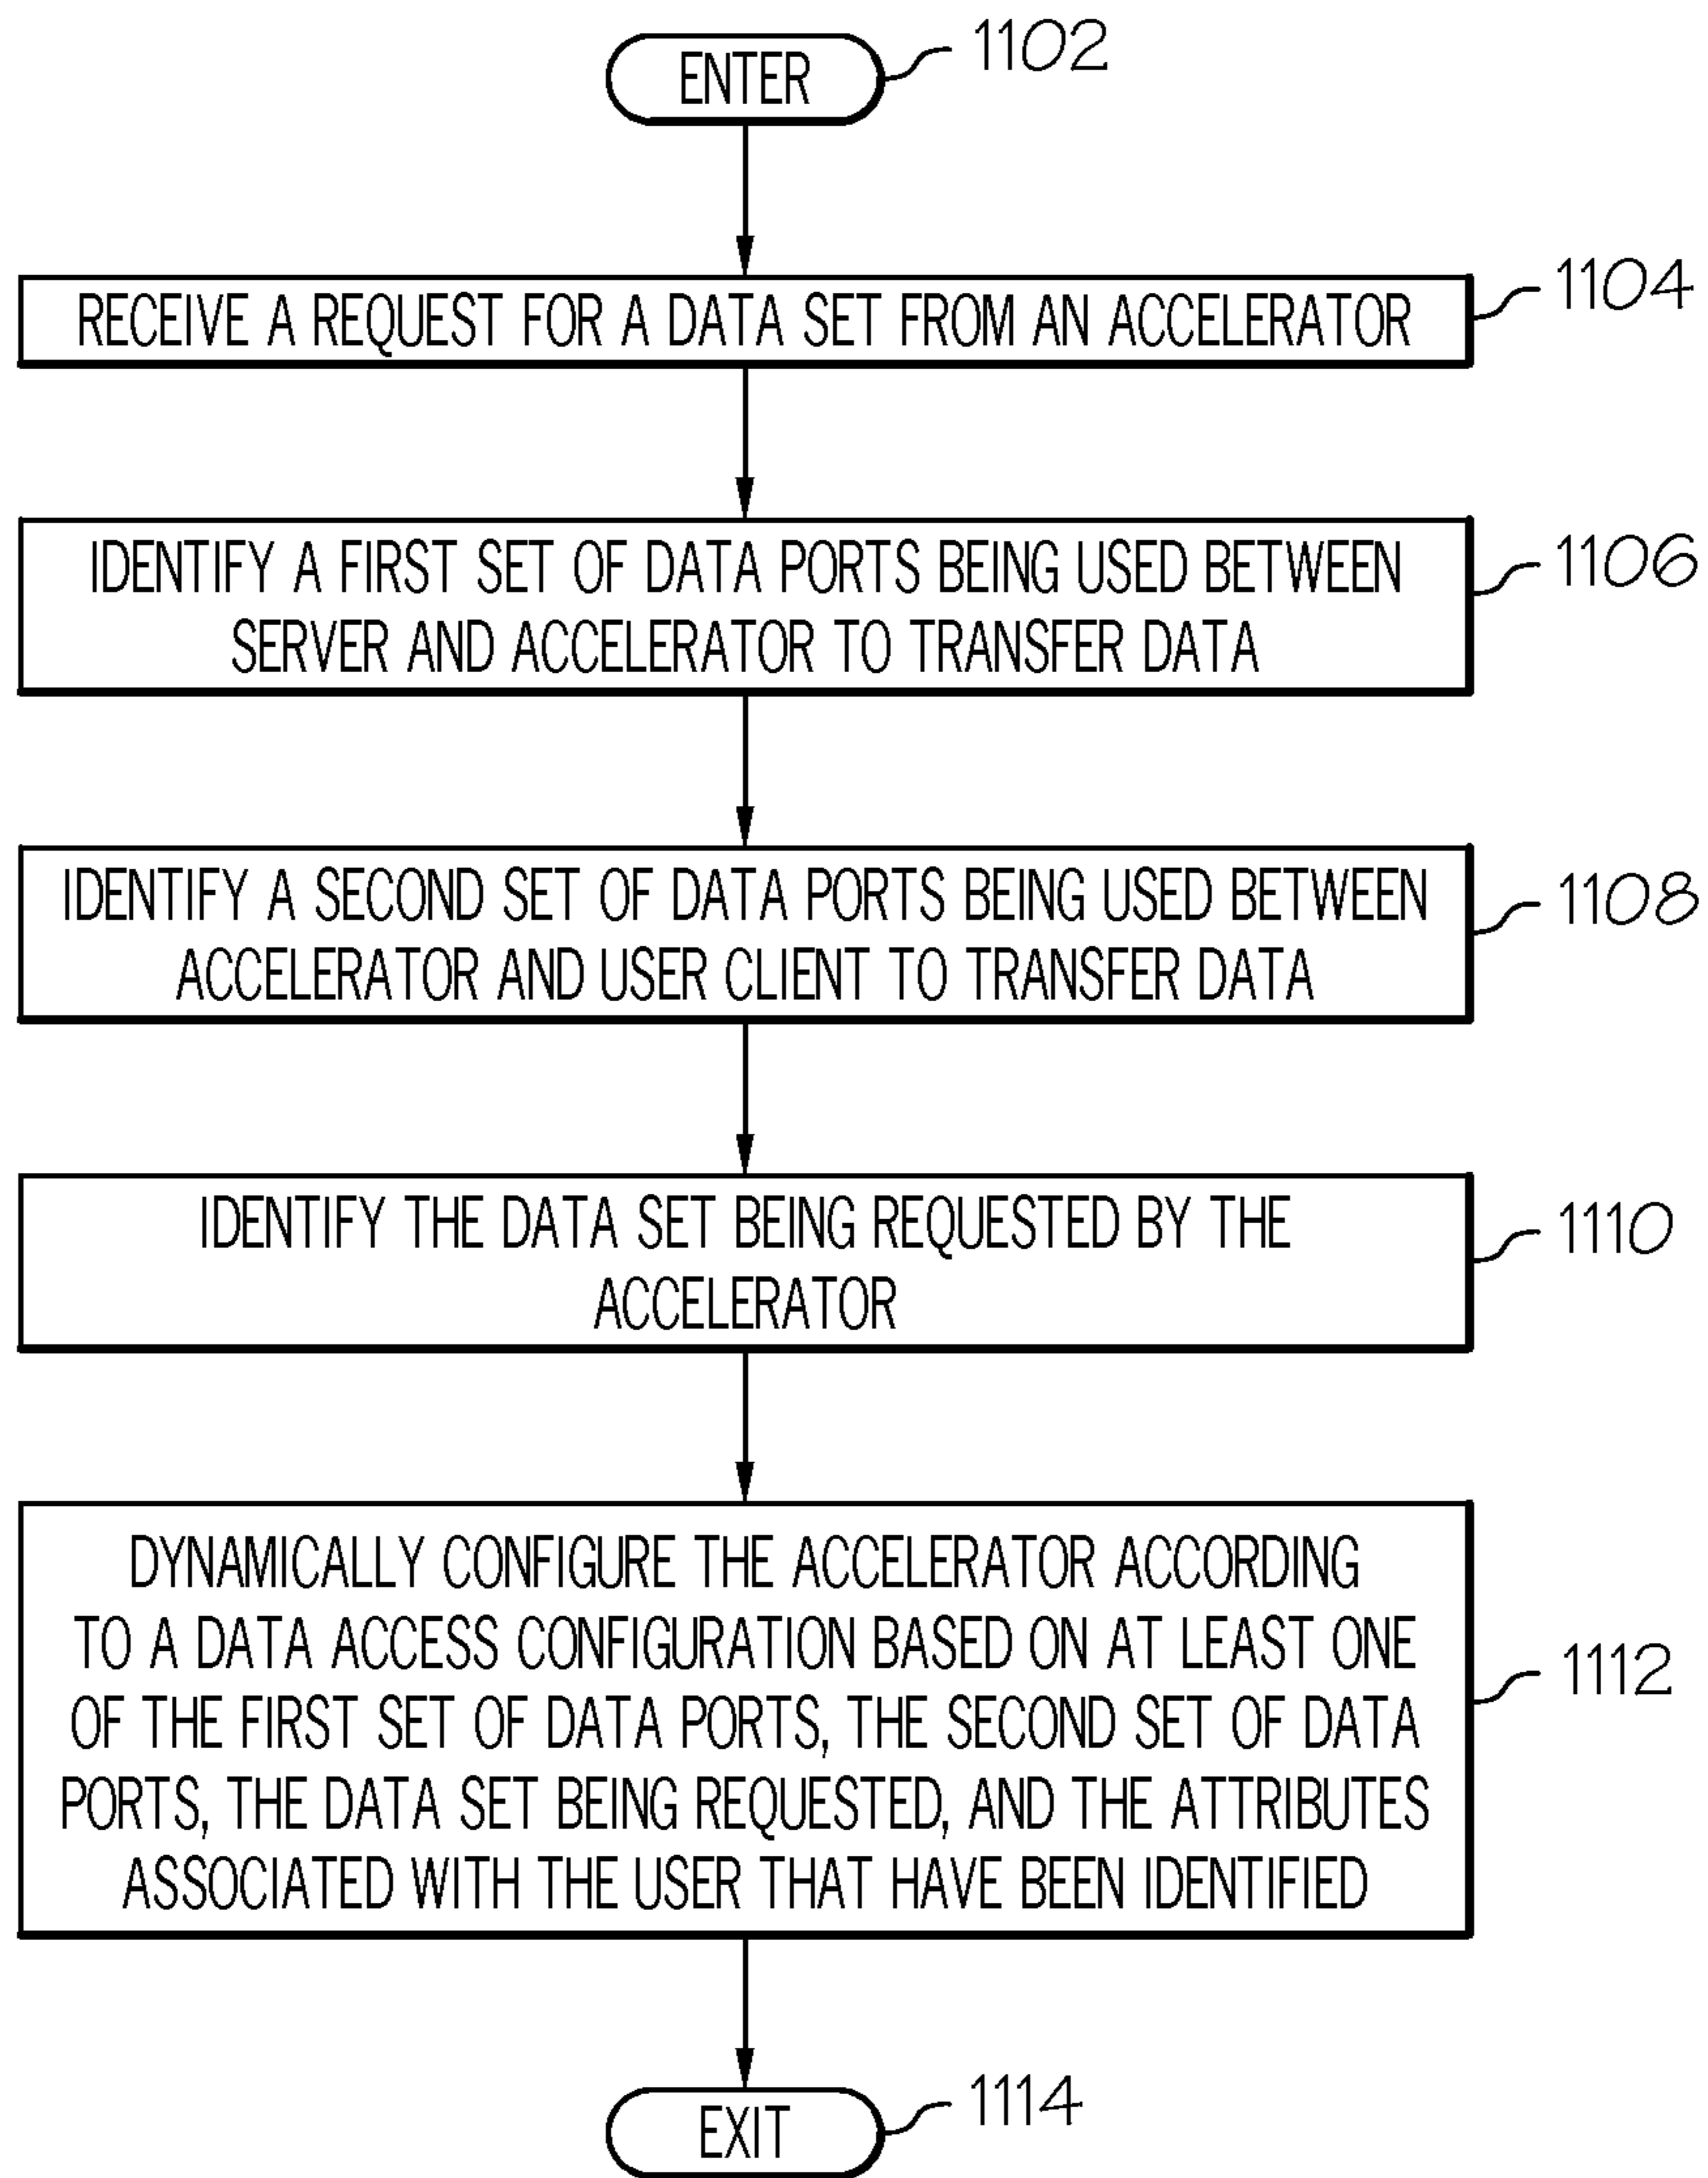 ENTER
1102
RECEIVE A REQUEST FOR A DATA SET FROM AN ACCELERATOR
1104
IDENTIFY A FIRST SET OF DATA PORTS BEING USED BETWEEN
SERVER AND ACCELERATOR TO TRANSFER DATA
1106
IDENTIFY A SECOND SET OF DATA PORTS BEING USED BETWEEN
ACCELERATOR AND USER CLIENT TO TRANSFER DATA
1108
IDENTIFY THE DATA SET BEING REQUESTED BY THE
ACCELERATOR
1110
DYNAMICALLY CONFIGURE THE ACCELERATOR ACCORDING
TO A DATA ACCESS CONFIGURATION BASED ON AT LEAST ONE
OF THE FIRST SET OF DATA PORTS, THE SECOND SET OF DATA
PORTS, THE DATA SET BEING REQUESTED, AND THE ATTRIBUTES
ASSOCIATED WITH THE USER THAT HAVE BEEN IDENTIFIED
1112
EXIT
1114